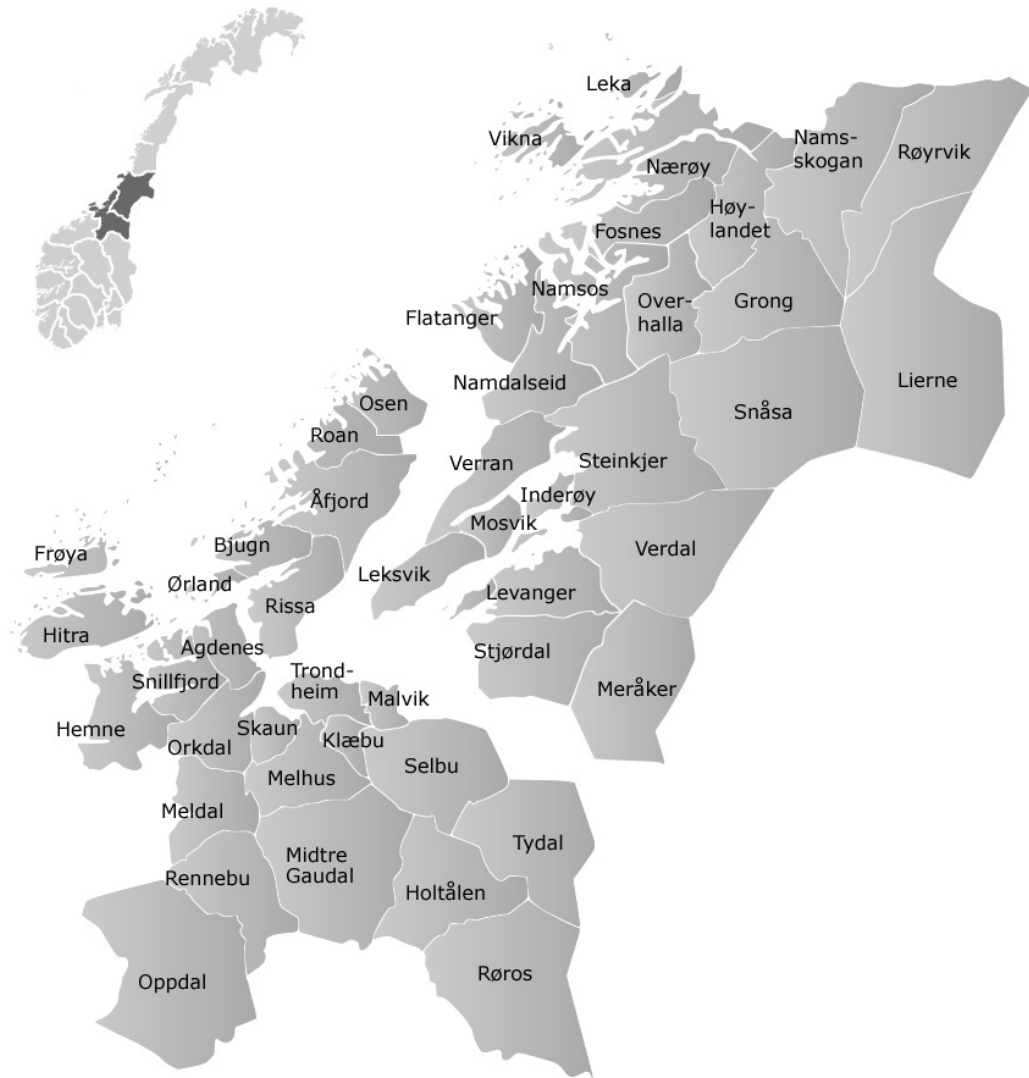 Leka
Vikna
Nærøy
Nams-
skogan
Røyrvik
Høy-
landet
Fosnes
Namsos
Over-
halla
Grong
Flatanger
Namdalseid
Lierne
Snåsa
Osen
Roan
Verran
Steinkjer
Åfjord
Inderøy
Mosvik
Verdal
Frøya
Bjugn
Ørland
Leksvik
Levanger
Rissa
Hitra
Agdenes
Stjørdal
Snillfjord
Trond-
heim
Malvik
Meråker
Hemne
Orkdal
Skaun
Klæbu
Selbu
Melhus
Meldal
Tydal
Midtre
Gaudal
Rennebu
Holtålen
Oppdal
Røros